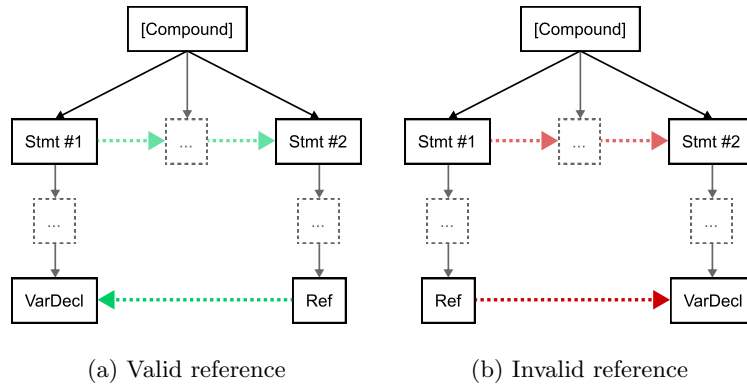 [Compound]
[Compound]
Stmt #1
...
Stmt #2
Stmt #1
...
Stmt #2
...
...
...
...
VarDecl
Ref
Ref
VarDecl
(a) Valid reference
(b) Invalid reference